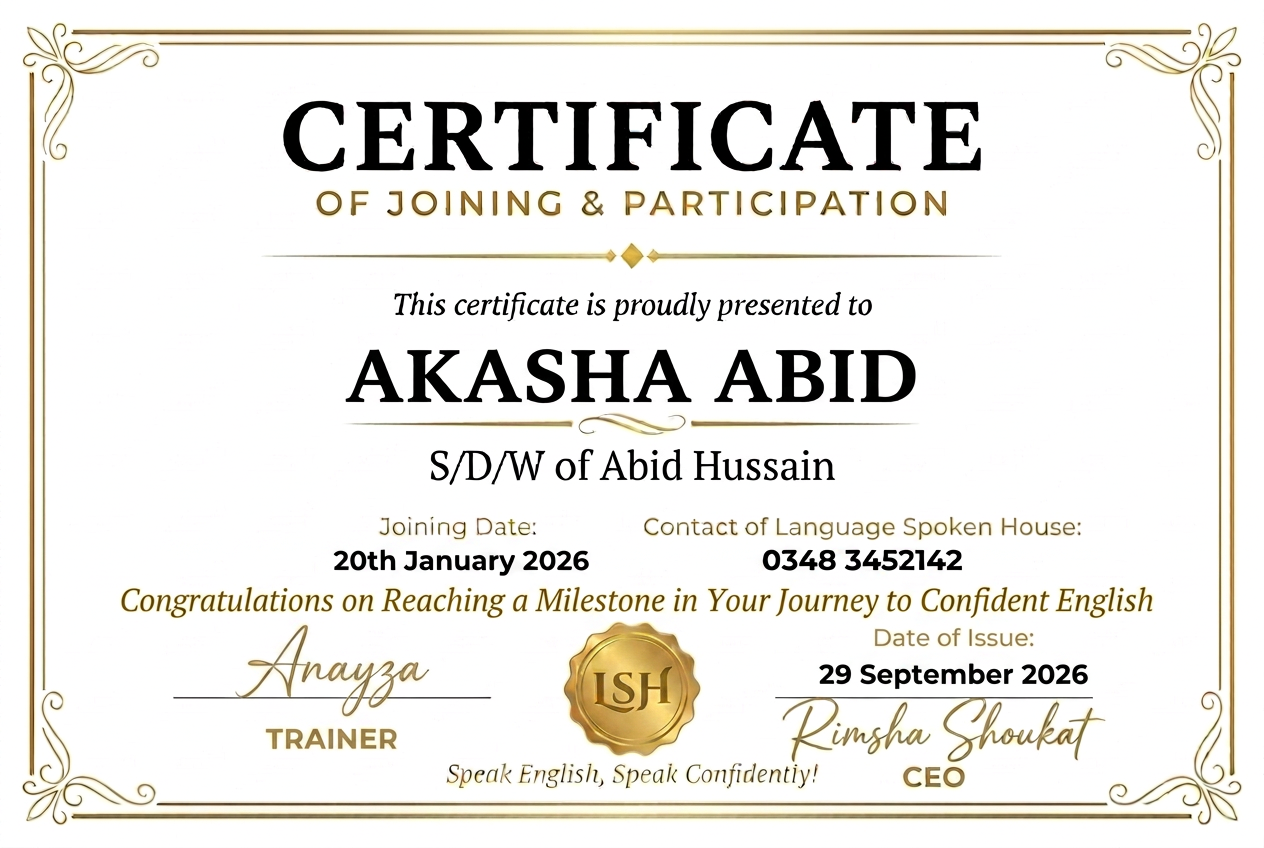 CERTIFICATE
OF JOINING & PARTICIPATION
This certificate is proudly presented to
AKASHA ABID
S/D/W of Abid Hussain
Joining Date:
20th January 2026
Contact of Language Spoken House:
0348 3452142
Congratulations on Reaching a Milestone in Your Journey to Confident English
Anayza
TRAINER
LSH
Speak English, Speak Confidently!
Date of Issue:
29 September 2026
Rimsha Shoukat
CEO